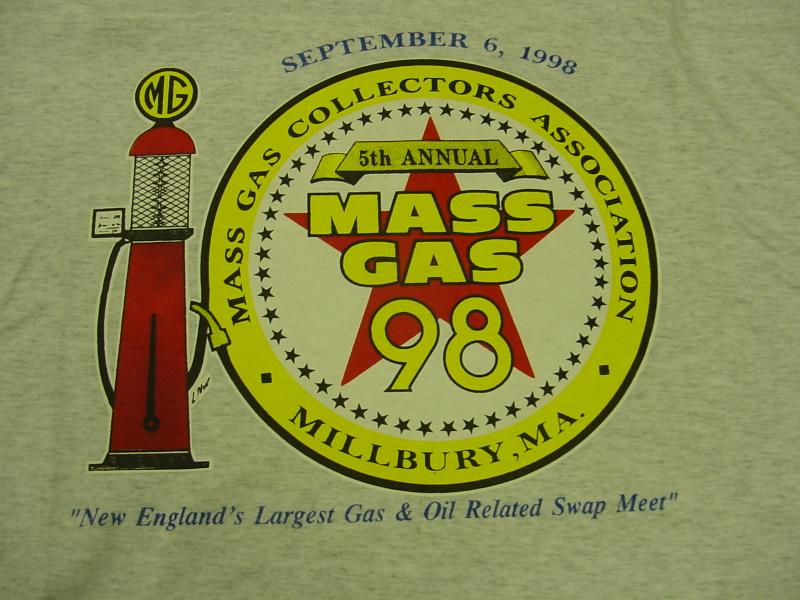 SEPTEMBER 6, 1998
MG
MASS GAS COLLECTORS ASSOCIATION
5th ANNUAL
MASS
GAS
98
MILLBURY, MA.
"New England's Largest Gas & Oil Related Swap Meet"